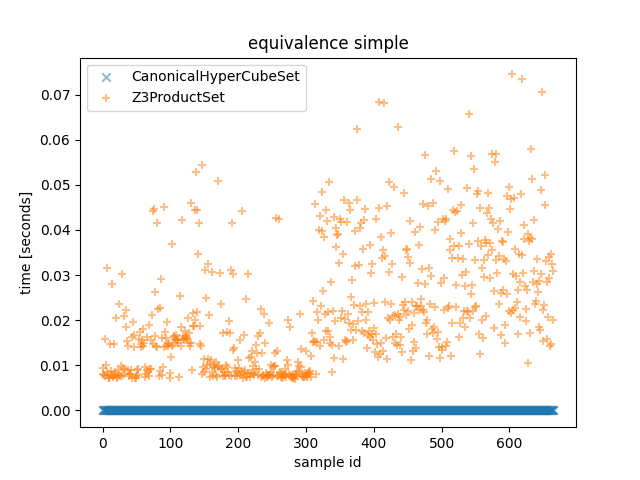 equivalence simple
CanonicalHyperCubeSet
Z3ProductSet
time [seconds]
0.07
0.06
0.05
0.04
0.03
0.02
0.01
0.00
0 100 200 300 400 500 600
sample id